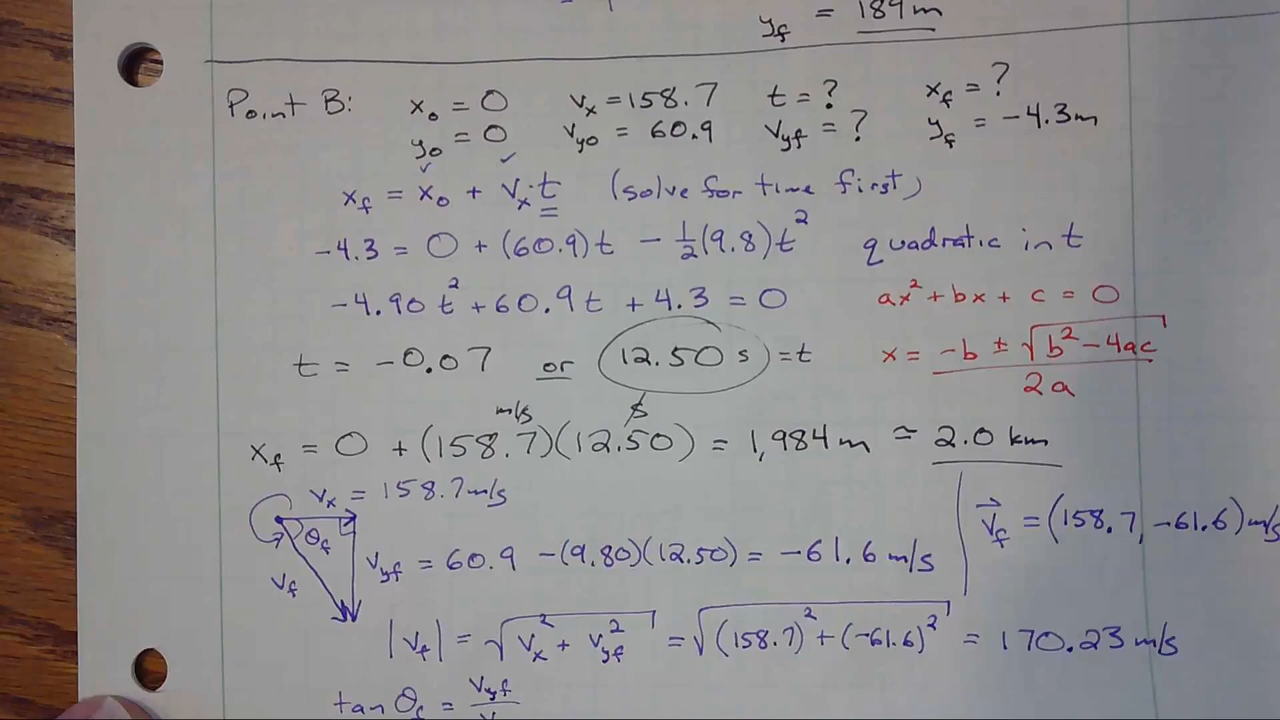 y_f = 189 m
Point B: x_0 = 0 v_x = 158.7 t = ? x_f = ?
y_0 = 0 v_y0 = 60.9 v_yf = ? y_f = -4.3 m
x_f = x_0 + v_x·t (solve for time first)
-4.3 = 0 + (60.9)t - ½(9.8)t² quadratic in t
-4.90t² + 60.9t + 4.3 = 0 ax² + bx + c = 0
t = -0.07 or 12.50 s = t x = (-b ± √(b² - 4ac)) / 2a
m/s s
x_f = 0 + (158.7)(12.50) = 1,984 m ≈ 2.0 km
v_x = 158.7 m/s
θ_f
v_f
v_yf = 60.9 - (9.80)(12.50) = -61.6 m/s
v⃗_f = (158.7, -61.6) m/s
|v_f| = √(v_x² + v_yf²) = √((158.7)² + (-61.6)²) = 170.23 m/s
tan θ_f = v_yf / v